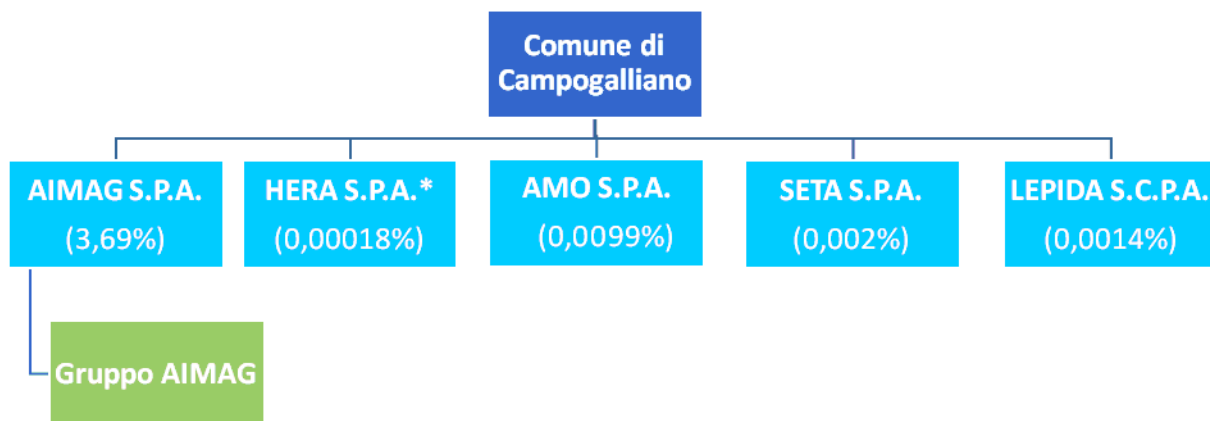 Comune di
Campogalliano
AIMAG S.P.A.
(3,69%)
HERA S.P.A.*
(0,00018%)
AMO S.P.A.
(0,0099%)
SETA S.P.A.
(0,002%)
LEPIDA S.C.P.A.
(0,0014%)
Gruppo AIMAG